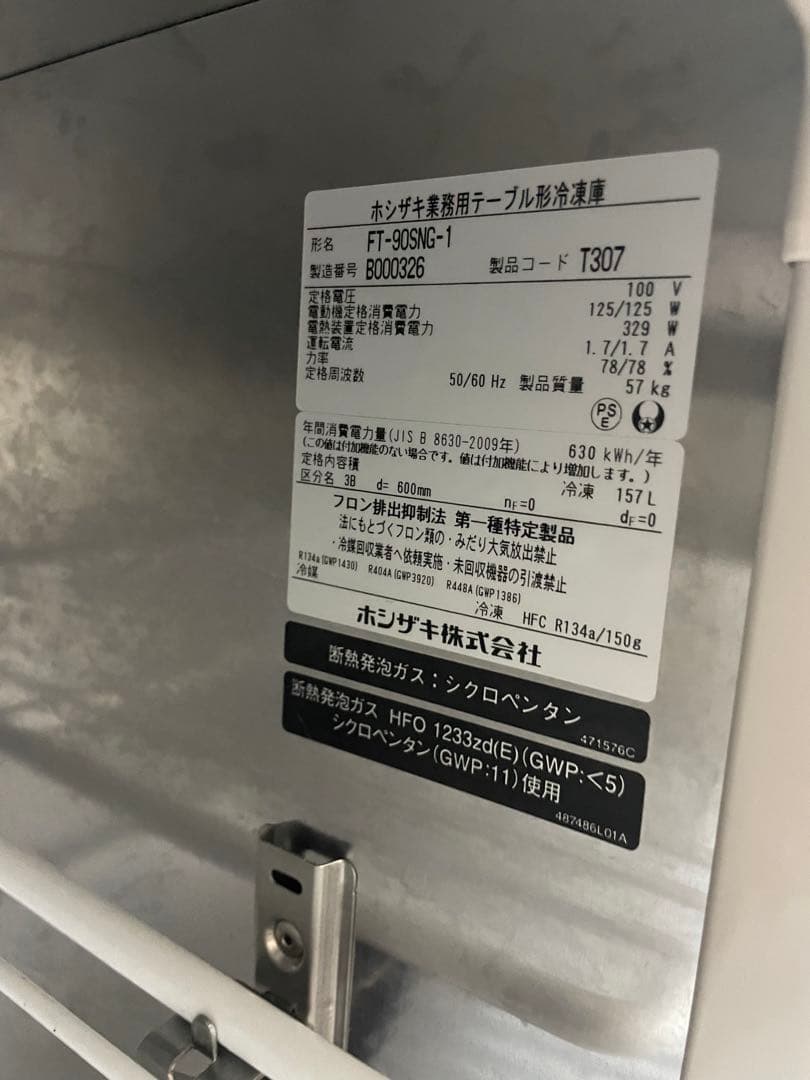 ホシザキ業務用テーブル形冷凍庫
形名 FT-90SNG-1
製造番号 B000326 製品コード T307
定格電圧 100 V
電動機定格消費電力 125/125 W
電熱装置定格消費電力 329 W
運転電流 1.7/1.7 A
力率 78/78 %
定格周波数 50/60 Hz 製品質量 57 kg
PS
E
年間消費電力量(JIS B 8630-2009年) 630 kWh/年
(この値は付加機能のない場合です。値は付加機能により増加します。)
定格内容積 冷凍 157 L
区分名 3B d= 600mm nF=0 dF=0
フロン排出抑制法 第一種特定製品
法にもとづくフロン類の・みだり大気放出禁止
・冷媒回収業者へ依頼実施・未回収機器の引渡禁止
R134a(GWP1430) R404A(GWP3920) R448A(GWP1386)
冷媒 冷凍 HFC R134a/150g
ホシザキ株式会社
断熱発泡ガス:シクロペンタン
471576C
断熱発泡ガス HFO 1233zd(E)(GWP:<5)
シクロペンタン(GWP:11)使用
487486L01A